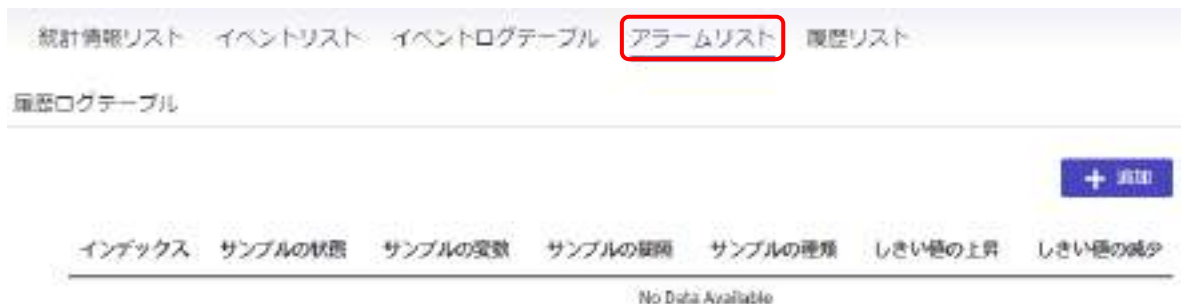 統計情報リスト イベントリスト イベントログテーブル アラームリスト 履歴リスト
履歴ログテーブル
+ 追加
インデックス サンプルの状態 サンプルの変数 サンプルの間隔 サンプルの種類 しきい値の上昇 しきい値の減少
No Data Available